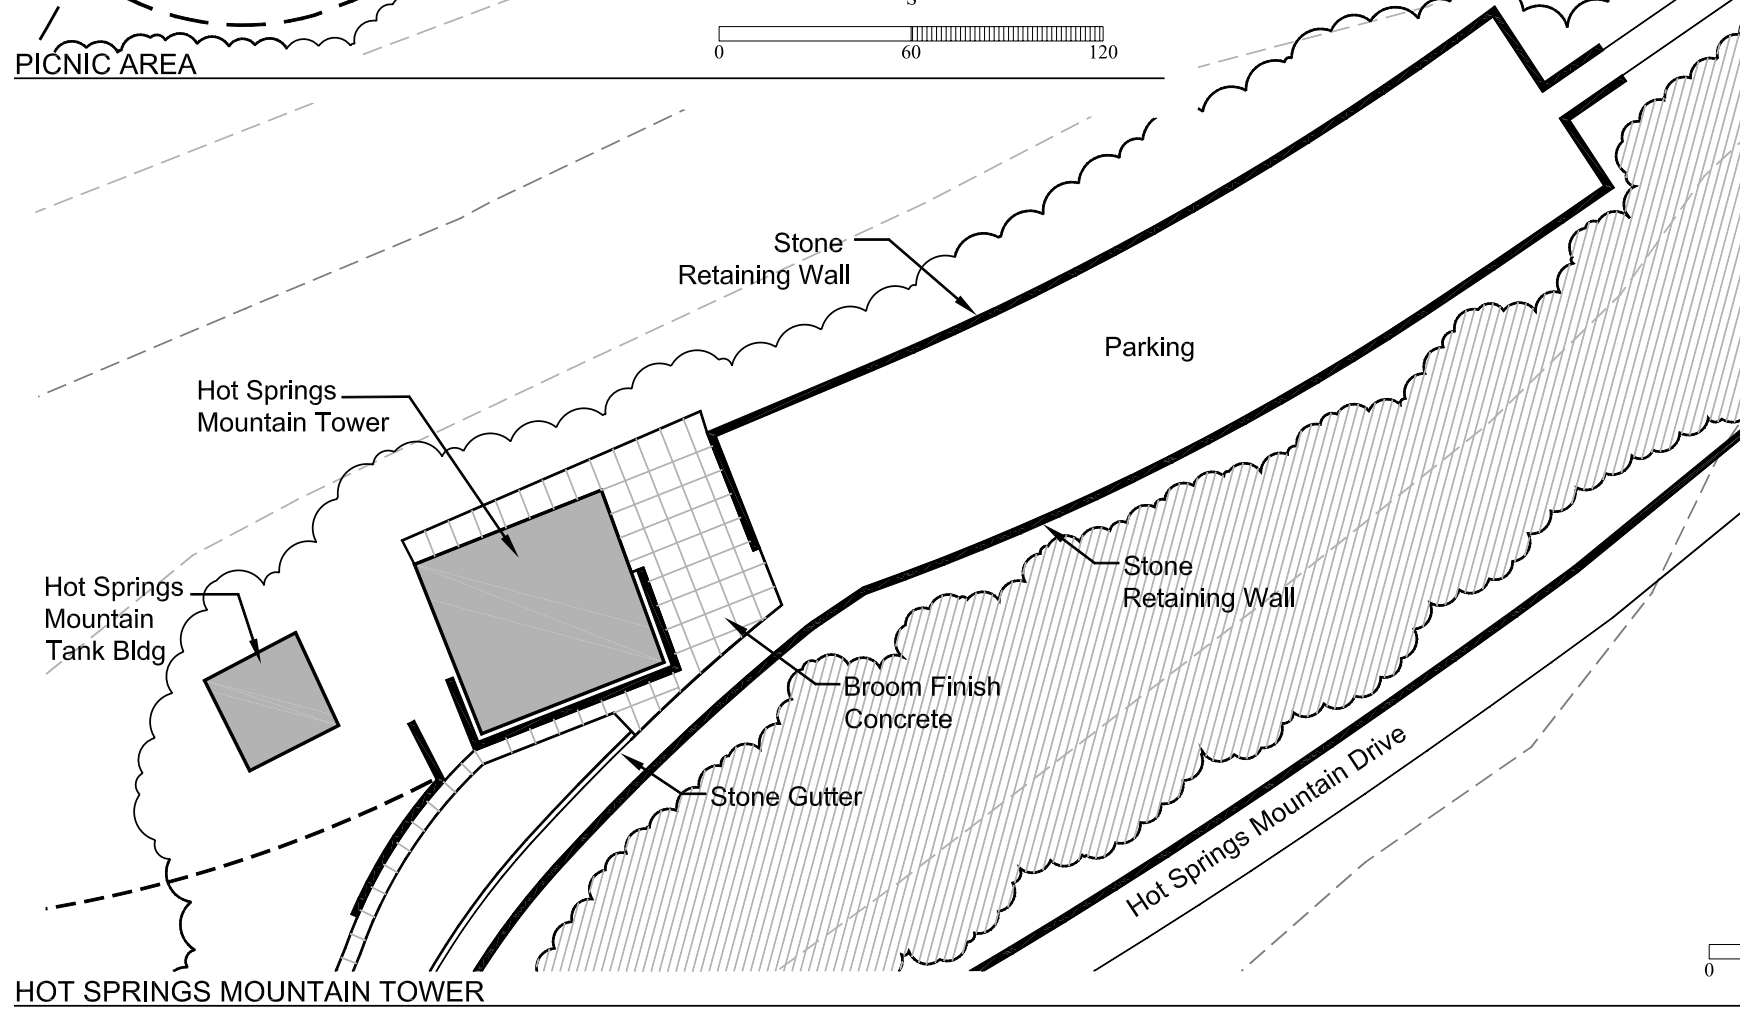 PICNIC AREA
0
60
120
Stone
Retaining Wall
Parking
Hot Springs
Mountain Tower
Hot Springs
Mountain
Tank Bldg
Stone
Retaining Wall
Broom Finish
Concrete
Stone Gutter
Hot Springs Mountain Drive
0
HOT SPRINGS MOUNTAIN TOWER